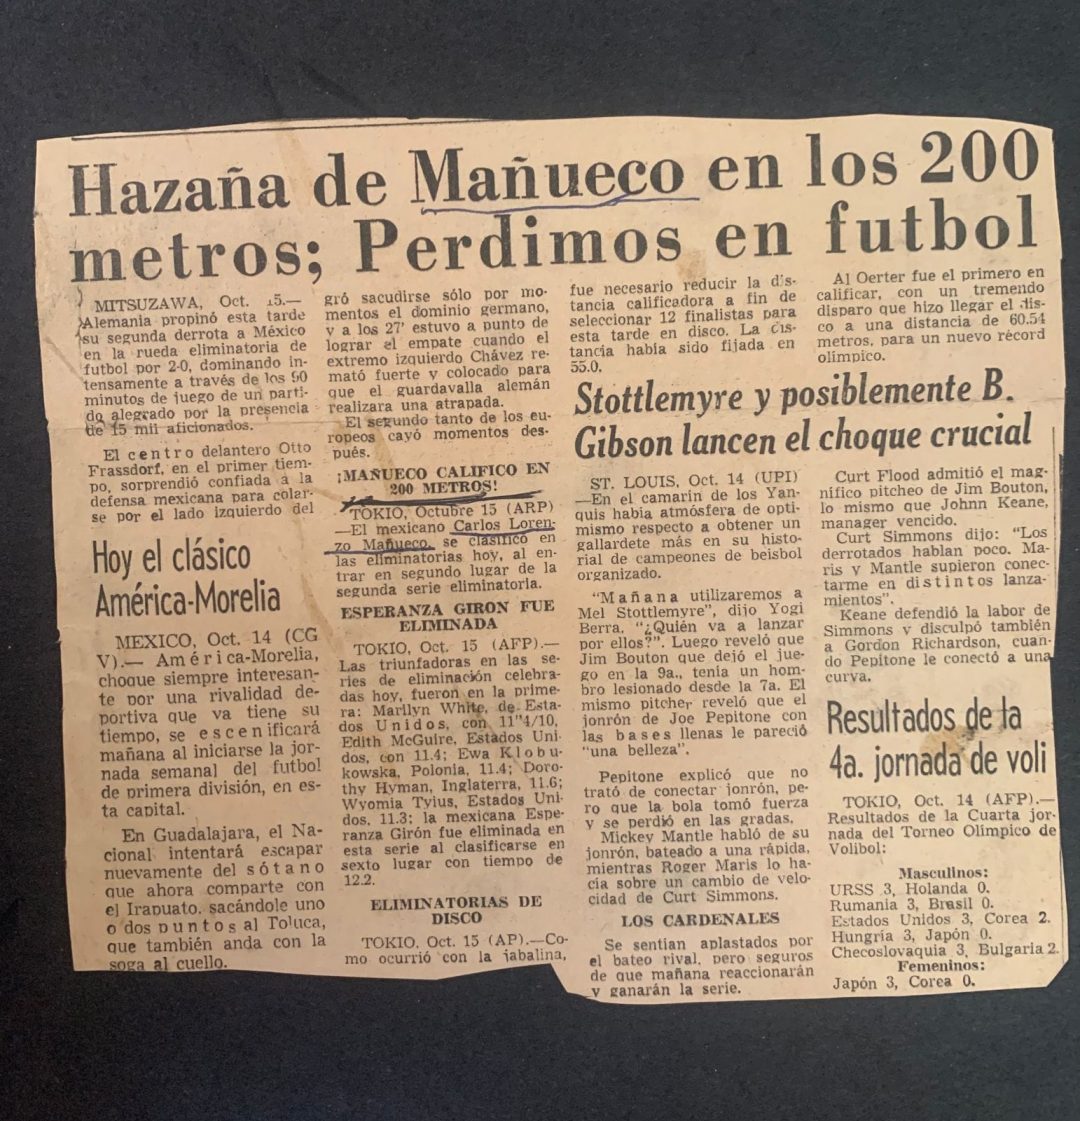 Hazaña de Mañueco en los 200
metros; Perdimos en futbol
MITSUZAWA, Oct. 15.—
Alemania propinó esta tarde
su segunda derrota a México
en la rueda eliminatoria de
futbol por 2-0, dominando in-
tensamente a través de los 90
minutos de juego de un parti-
do alegrado por la presencia
de 15 mil aficionados.
El centro delantero Otto
Frassdorf, en el primer tiem-
po, sorprendió confiada a la
defensa mexicana para colar-
se por el lado izquierdo del
Hoy el clásico
América-Morelia
MEXICO, Oct. 14 (CG
V).— América-Morelia,
choque siempre interesan-
te por una rivalidad de-
portiva que va tiene su
tiempo, se escenificará
mañana al iniciarse la jor-
nada semanal del futbol
de primera división, en es-
ta capital.
En Guadalajara, el Na-
cional intentará escapar
nuevamente del sótano
que ahora comparte con
el Irapuato, sacándole uno
o dos puntos al Toluca,
que también anda con la
soga al cuello.
gró sacudirse sólo por mo-
mentos el dominio germano,
y a los 27' estuvo a punto de
lograr el empate cuando el
extremo izquierdo Chávez re-
mató fuerte y colocado para
que el guardavalla alemán
realizara una atrapada.
El segundo tanto de los eu-
ropeos cayó momentos des-
pués.
¡MAÑUECO CALIFICO EN
200 METROS!
TOKIO, Octubre 15 (ARP)
—El mexicano Carlos Loren-
zo Mañueco, se clasificó en
las eliminatorias hoy, al en-
trar en segundo lugar de la
segunda serie eliminatoria.
ESPERANZA GIRON FUE
ELIMINADA
TOKIO, Oct. 15 (AFP).—
Las triunfadoras en las se-
ries de eliminación celebra-
das hoy, fueron en la prime-
ra: Marilyn White, de Esta-
dos Unidos, con 11"4/10,
Edith McGuire, Estados Uni-
dos, con 11.4; Ewa Klobu-
kowska, Polonia, 11.4; Doro-
thy Hyman, Inglaterra, 11.6;
Wyomia Tyius, Estados Uni-
dos, 11.3; la mexicana Espe-
ranza Girón fue eliminada en
esta serie al clasificarse en
sexto lugar con tiempo de
12.2.
ELIMINATORIAS DE
DISCO
TOKIO, Oct. 15 (AP).—Co-
mo ocurrió con la jabalina,
fue necesario reducir la dis-
tancia calificadora a fin de
seleccionar 12 finalistas para
esta tarde en disco. La dis-
tancia había sido fijada en
55.0.
Al Oerter fue el primero en
calificar, con un tremendo
disparo que hizo llegar el dis-
co a una distancia de 60.54
metros, para un nuevo récord
olímpico.
Stottlemyre y posiblemente B.
Gibson lancen el choque crucial
ST. LOUIS, Oct. 14 (UPI)
—En el camarín de los Yan-
quis había atmósfera de opti-
mismo respecto a obtener un
gallardete más en su histo-
rial de campeones de beisbol
organizado.
"Mañana utilizaremos a
Mel Stottlemyre", dijo Yogi
Berra, "¿Quién va a lanzar
por ellos?". Luego reveló que
Jim Bouton que dejó el jue-
go en la 9a., tenía un hom-
bro lesionado desde la 7a. El
mismo pitcher reveló que el
jonrón de Joe Pepitone con
las bases llenas le pareció
"una belleza".
Pepitone explicó que no
trató de conectar jonrón, pe-
ro que la bola tomó fuerza
y se perdió en las gradas.
Mickey Mantle habló de su
jonrón, bateado a una rápida,
mientras Roger Maris lo ha-
cía sobre un cambio de velo-
cidad de Curt Simmons.
LOS CARDENALES
Se sentían aplastados por
el bateo rival, pero seguros
de que mañana reaccionarán
y ganarán la serie.
Curt Flood admitió el mag-
nífico pitcheo de Jim Bouton,
lo mismo que Johnn Keane,
manager vencido.
Curt Simmons dijo: "Los
derrotados hablan poco. Ma-
ris y Mantle supieron conec-
tarme en distintos lanza-
mientos".
Keane defendió la labor de
Simmons y disculpó también
a Gordon Richardson, cuan-
do Pepitone le conectó a una
curva.
Resultados de la
4a. jornada de voli
TOKIO, Oct. 14 (AFP).—
Resultados de la Cuarta jor-
nada del Torneo Olímpico de
Volibol:
Masculinos:
URSS 3, Holanda 0.
Rumania 3, Brasil 0.
Estados Unidos 3, Corea 2.
Hungría 3, Japón 0.
Checoslovaquia 3, Bulgaria 2.
Femeninos:
Japón 3, Corea 0.